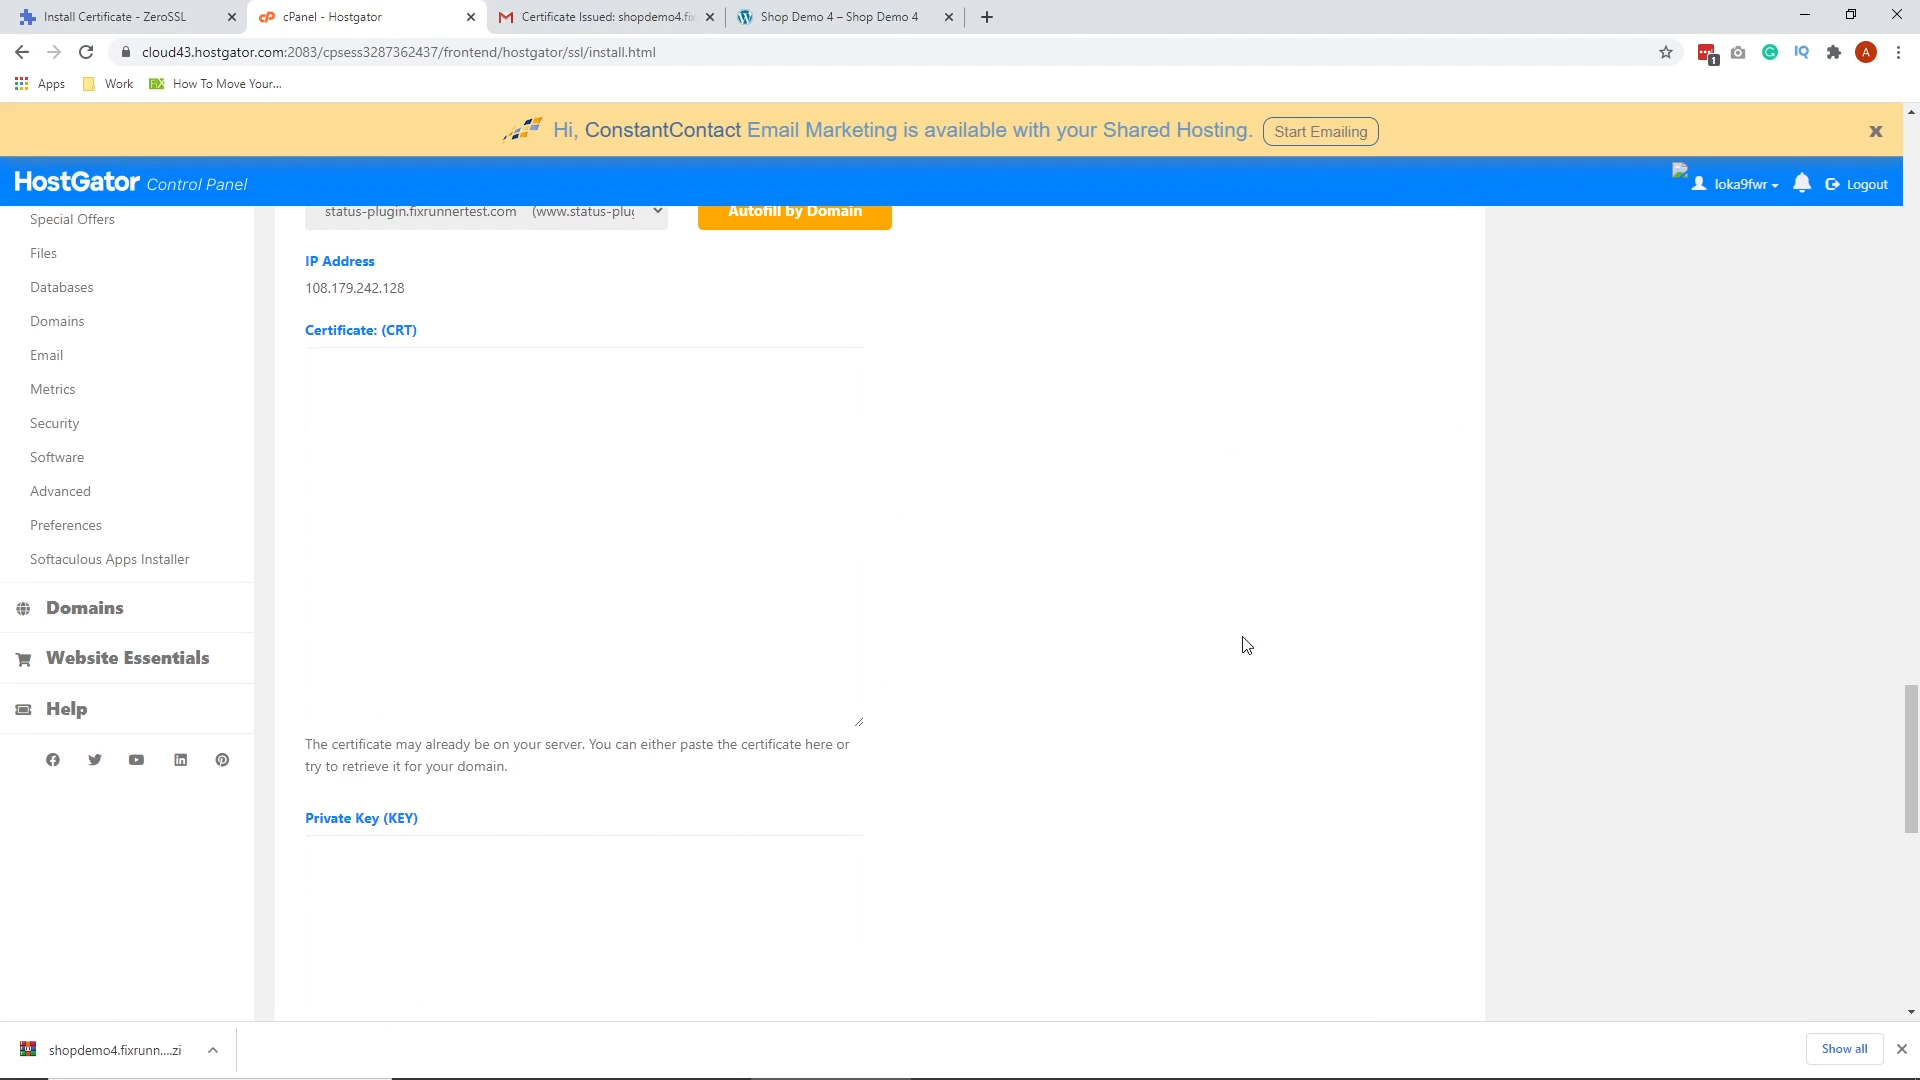 Install Certificate - ZeroSSL
cPanel - Hostgator
Certificate Issued: shopdemo4.fix
Shop Demo 4 – Shop Demo 4
cloud43.hostgator.com:2083/cpsess3287362437/frontend/hostgator/ssl/install.html
1
IQ
A
Apps
Work
How To Move Your...
Hi, ConstantContact Email Marketing is available with your Shared Hosting.
Start Emailing
x
HostGator Control Panel
loka9fwr
Logout
Special Offers
Files
Databases
Domains
Email
Metrics
Security
Software
Advanced
Preferences
Softaculous Apps Installer
Domains
Website Essentials
Help
status-plugin.fixrunnertest.com (www.status-plug
Autofill by Domain
IP Address
108.179.242.128
Certificate: (CRT)
The certificate may already be on your server. You can either paste the certificate here or
try to retrieve it for your domain.
Private Key (KEY)
shopdemo4.fixrunn....zi
Show all